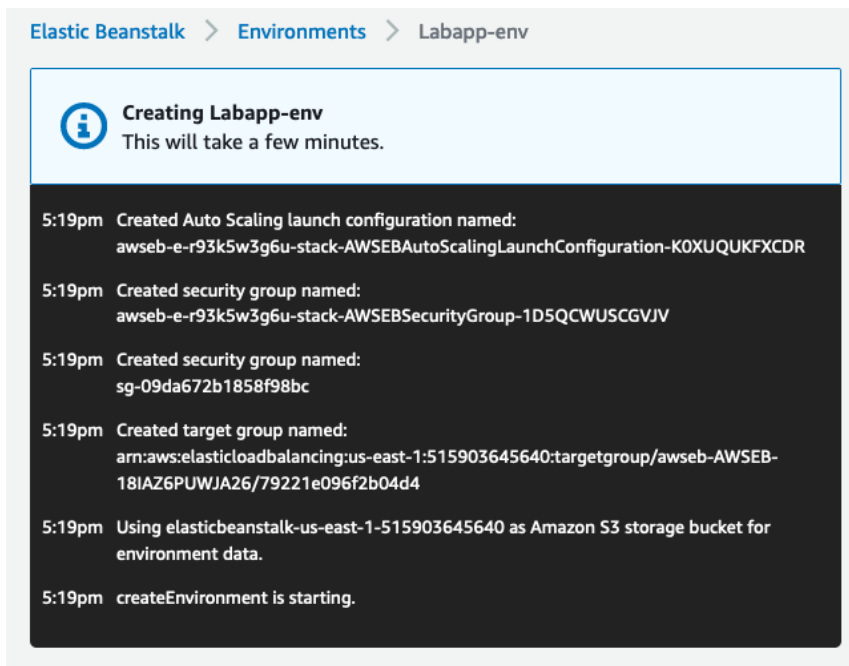 Elastic Beanstalk > Environments > Labapp-env
Creating Labapp-env
This will take a few minutes.
5:19pm Created Auto Scaling launch configuration named:
awseb-e-r93k5w3g6u-stack-AWSEBAutoScalingLaunchConfiguration-K0XUQUKFXCDR
5:19pm Created security group named:
awseb-e-r93k5w3g6u-stack-AWSEBSecurityGroup-1D5QCWUSCGVJV
5:19pm Created security group named:
sg-09da672b1858f98bc
5:19pm Created target group named:
arn:aws:elasticloadbalancing:us-east-1:515903645640:targetgroup/awseb-AWSEB-
18IAZ6PUWJA26/79221e096f2b04d4
5:19pm Using elasticbeanstalk-us-east-1-515903645640 as Amazon S3 storage bucket for
environment data.
5:19pm createEnvironment is starting.